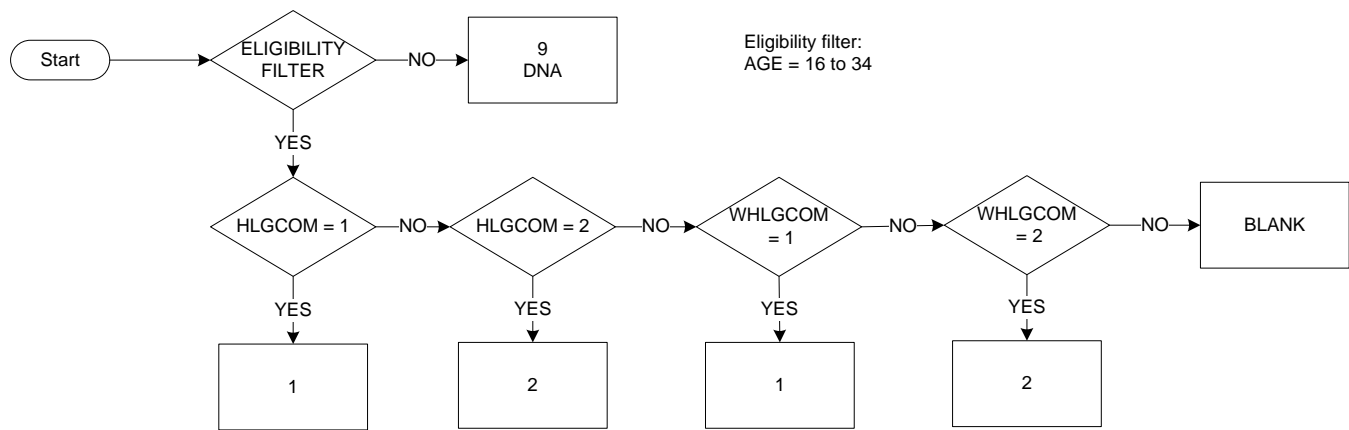 Start
ELIGIBILITY
FILTER
NO
9
DNA
Eligibility filter:
AGE = 16 to 34
YES
HLGCOM = 1
NO
HLGCOM = 2
NO
WHLGCOM
= 1
NO
WHLGCOM
= 2
NO
BLANK
YES
YES
YES
YES
1
2
1
2